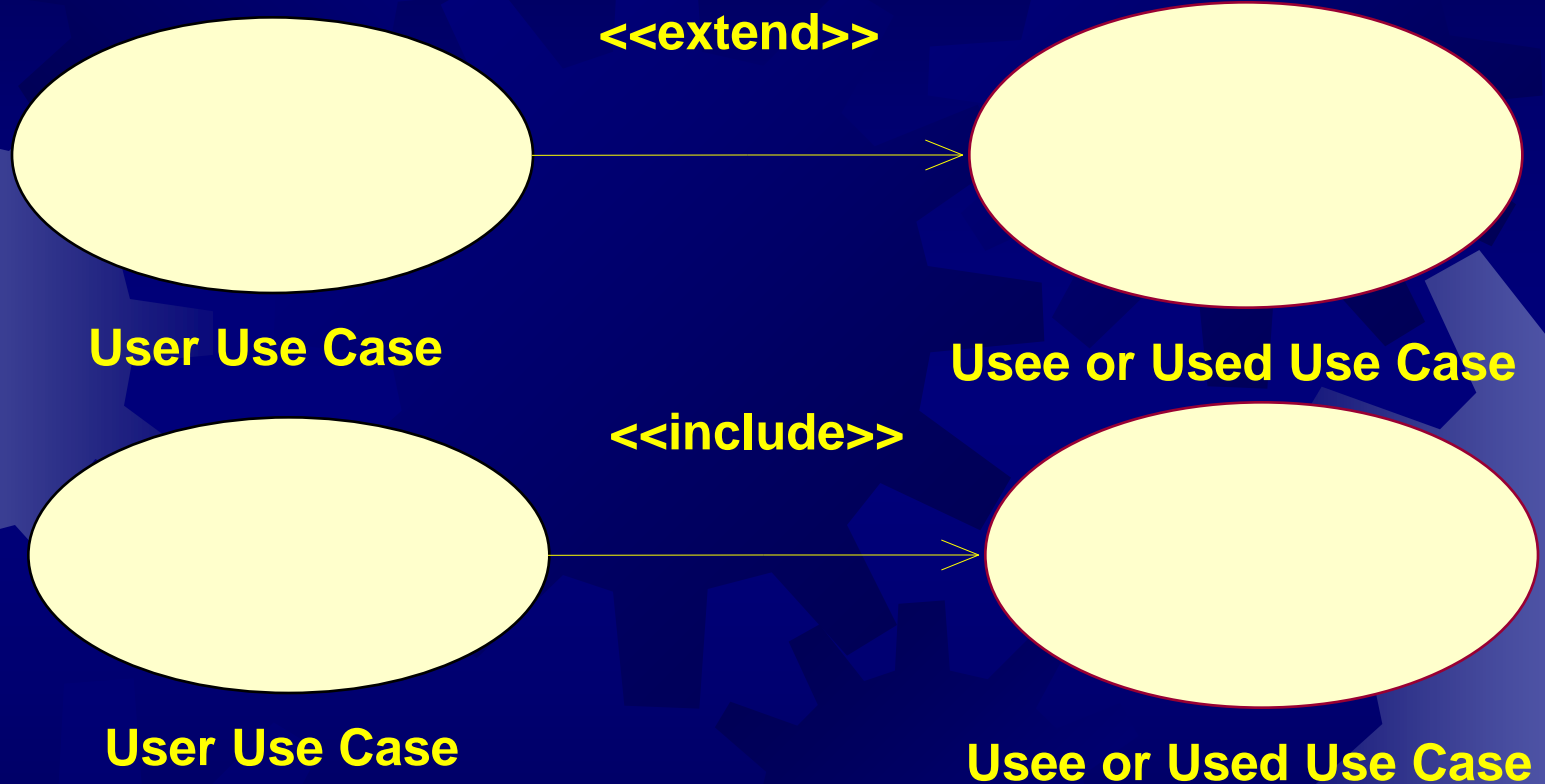 <<extend>>
User Use Case
Usee or Used Use Case
<<include>>
User Use Case
Usee or Used Use Case